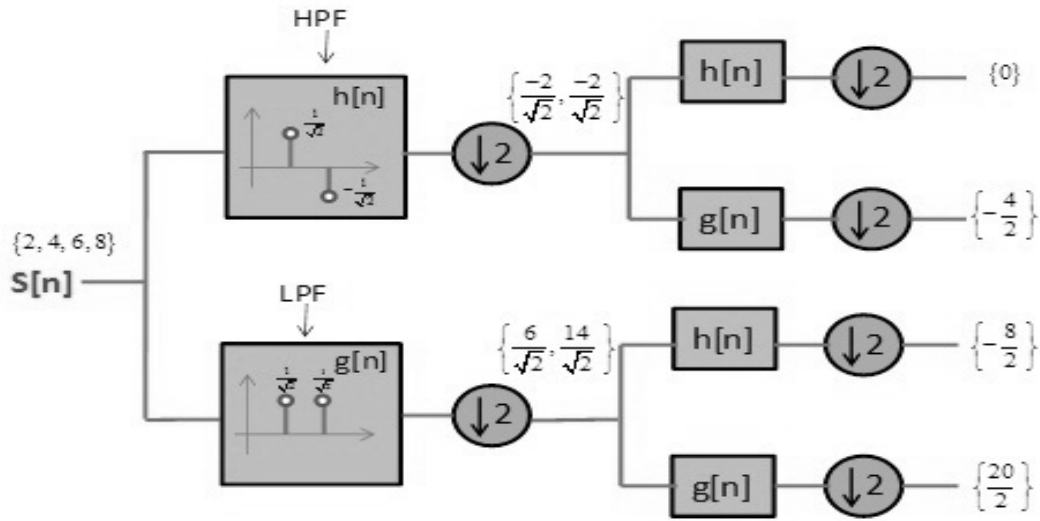 HPF
h[n]
1/√2
-1/√2
↓2
{-2/√2, -2/√2}
h[n]
↓2
{0}
g[n]
↓2
{-4/2}
{2, 4, 6, 8}
S[n]
LPF
g[n]
↓2
{6/√2, 14/√2}
h[n]
↓2
{-8/2}
g[n]
↓2
{20/2}